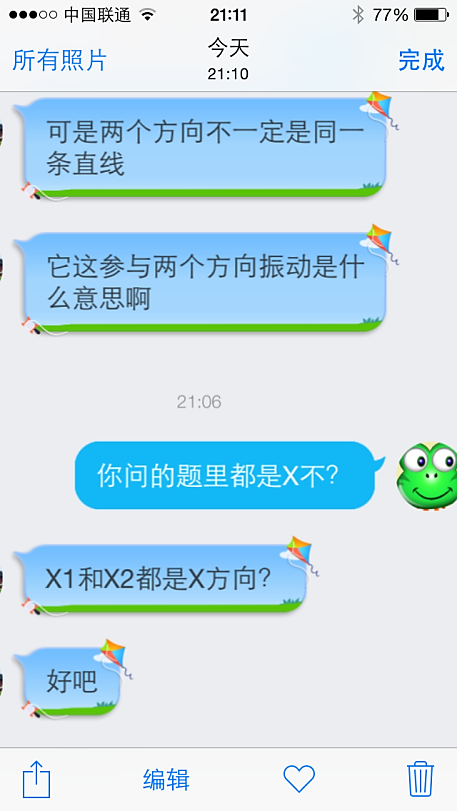 中国联通
21:11
77%
所有照片
今天
21:10
完成
可是两个方向不一定是同一
条直线
它这参与两个方向振动是什
么意思啊
21:06
你问的题里都是X不?
X1和X2都是X方向?
好吧
编辑